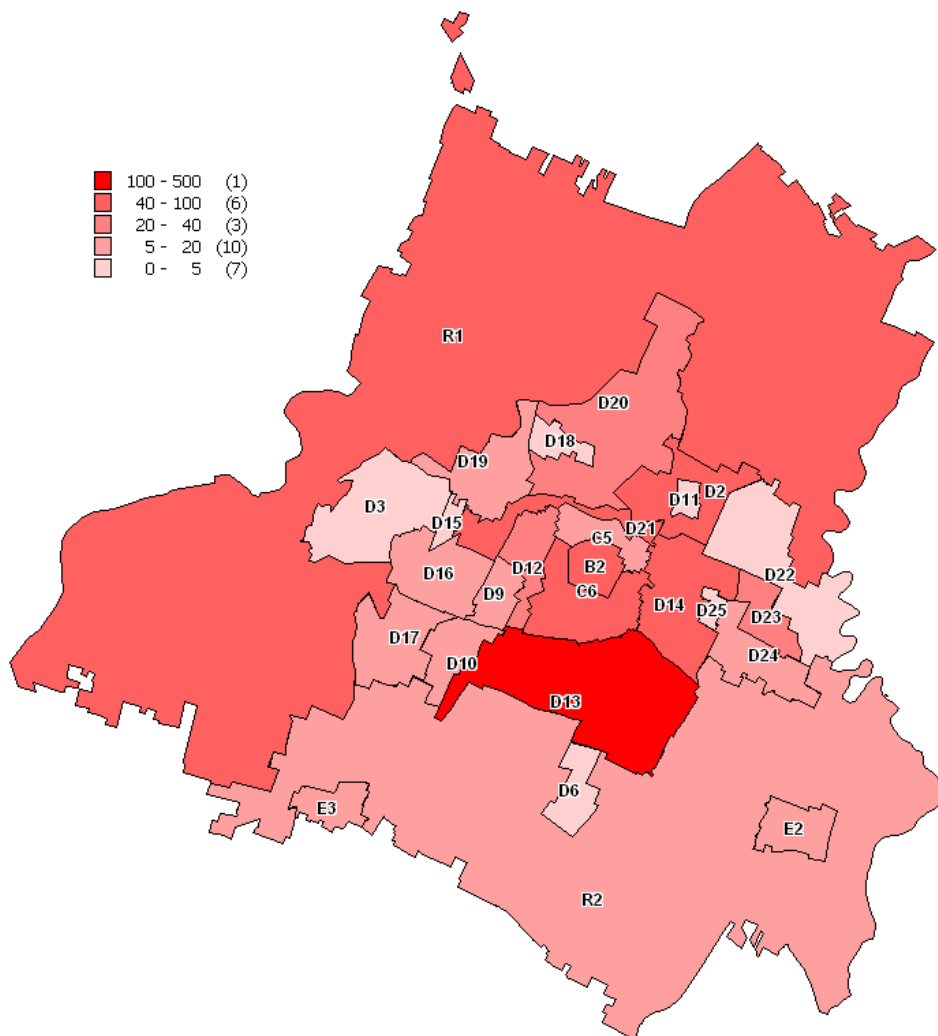 100 - 500 (1)
40 - 100 (6)
20 - 40 (3)
5 - 20 (10)
0 - 5 (7)
R1
D20
D18
D19
D11
D2
D3
D15
D21
C5
D12
B2
D16
D22
D9
C6
D14
D25
D23
D17
D24
D10
D13
D6
E3
E2
R2